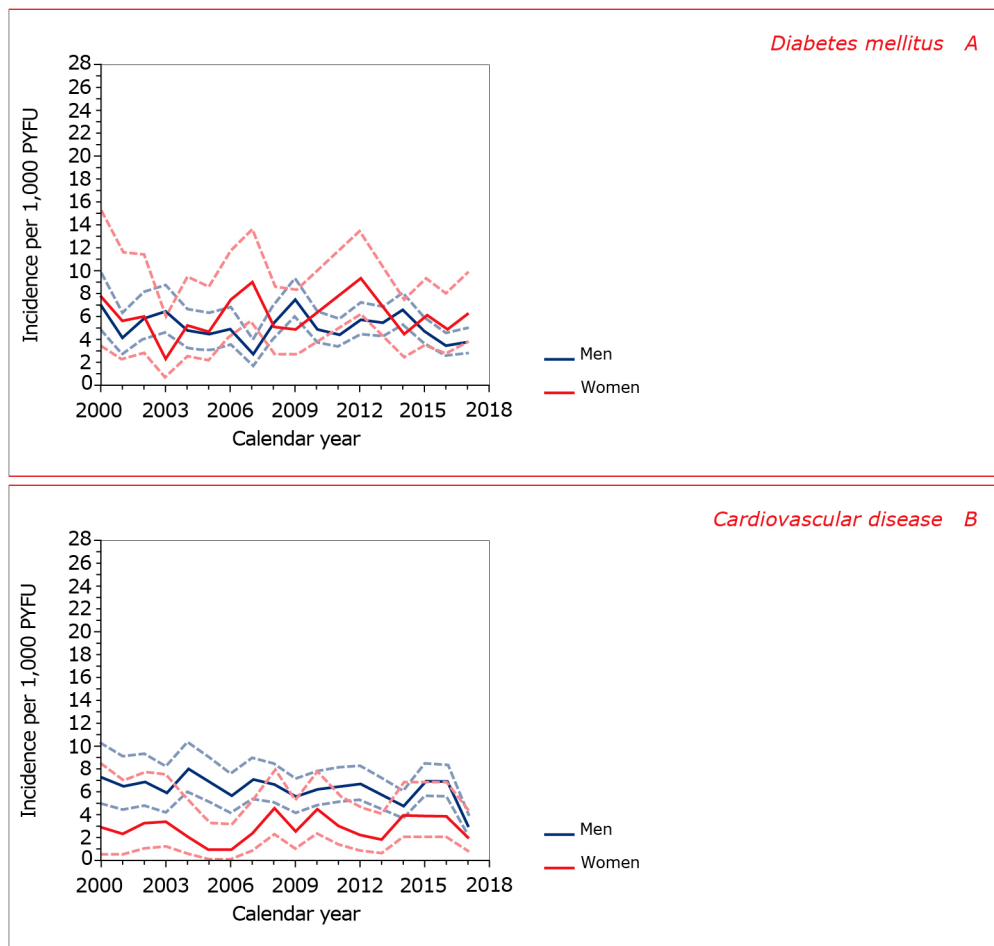 Diabetes mellitus A
28
26
24
22
20
18
16
14
12
10
8
6
4
2
0
Incidence per 1,000 PYFU
2000 2003 2006 2009 2012 2015 2018
Calendar year
Men
Women
Cardiovascular disease B
28
26
24
22
20
18
16
14
12
10
8
6
4
2
0
Incidence per 1,000 PYFU
2000 2003 2006 2009 2012 2015 2018
Calendar year
Men
Women